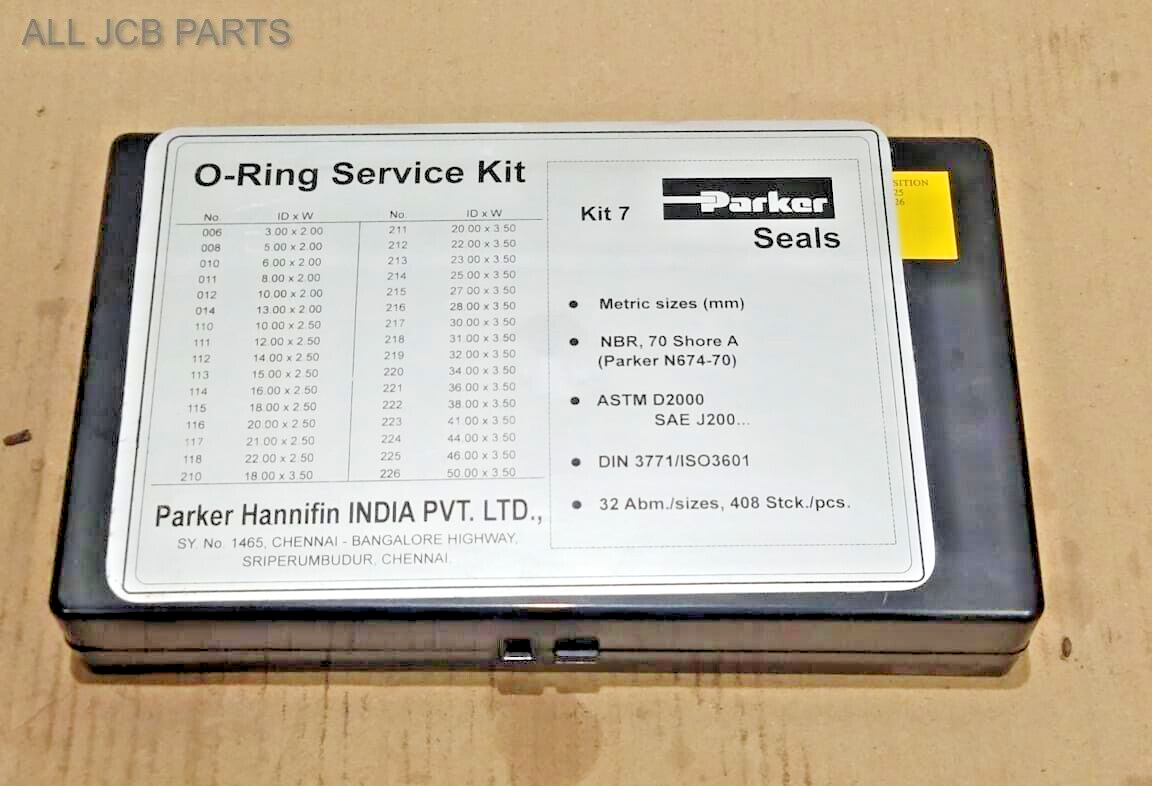 ALL JCB PARTS
O-Ring Service Kit
No. ID x W No. ID x W
006 3.00 x 2.00 211 20.00 x 3.50
008 5.00 x 2.00 212 22.00 x 3.50
010 6.00 x 2.00 213 23.00 x 3.50
011 8.00 x 2.00 214 25.00 x 3.50
012 10.00 x 2.00 215 27.00 x 3.50
014 13.00 x 2.00 216 28.00 x 3.50
110 10.00 x 2.50 217 30.00 x 3.50
111 12.00 x 2.50 218 31.00 x 3.50
112 14.00 x 2.50 219 32.00 x 3.50
113 15.00 x 2.50 220 34.00 x 3.50
114 16.00 x 2.50 221 36.00 x 3.50
115 18.00 x 2.50 222 38.00 x 3.50
116 20.00 x 2.50 223 41.00 x 3.50
117 21.00 x 2.50 224 44.00 x 3.50
118 22.00 x 2.50 225 46.00 x 3.50
210 18.00 x 3.50 226 50.00 x 3.50
Parker Hannifin INDIA PVT. LTD.,
SY. No. 1465, CHENNAI - BANGALORE HIGHWAY,
SRIPERUMBUDUR, CHENNAI.
Kit 7 Parker
Seals
• Metric sizes (mm)
• NBR, 70 Shore A
(Parker N674-70)
• ASTM D2000
SAE J200...
• DIN 3771/ISO3601
• 32 Abm./sizes, 408 Stck./pcs.
SITION
25
26